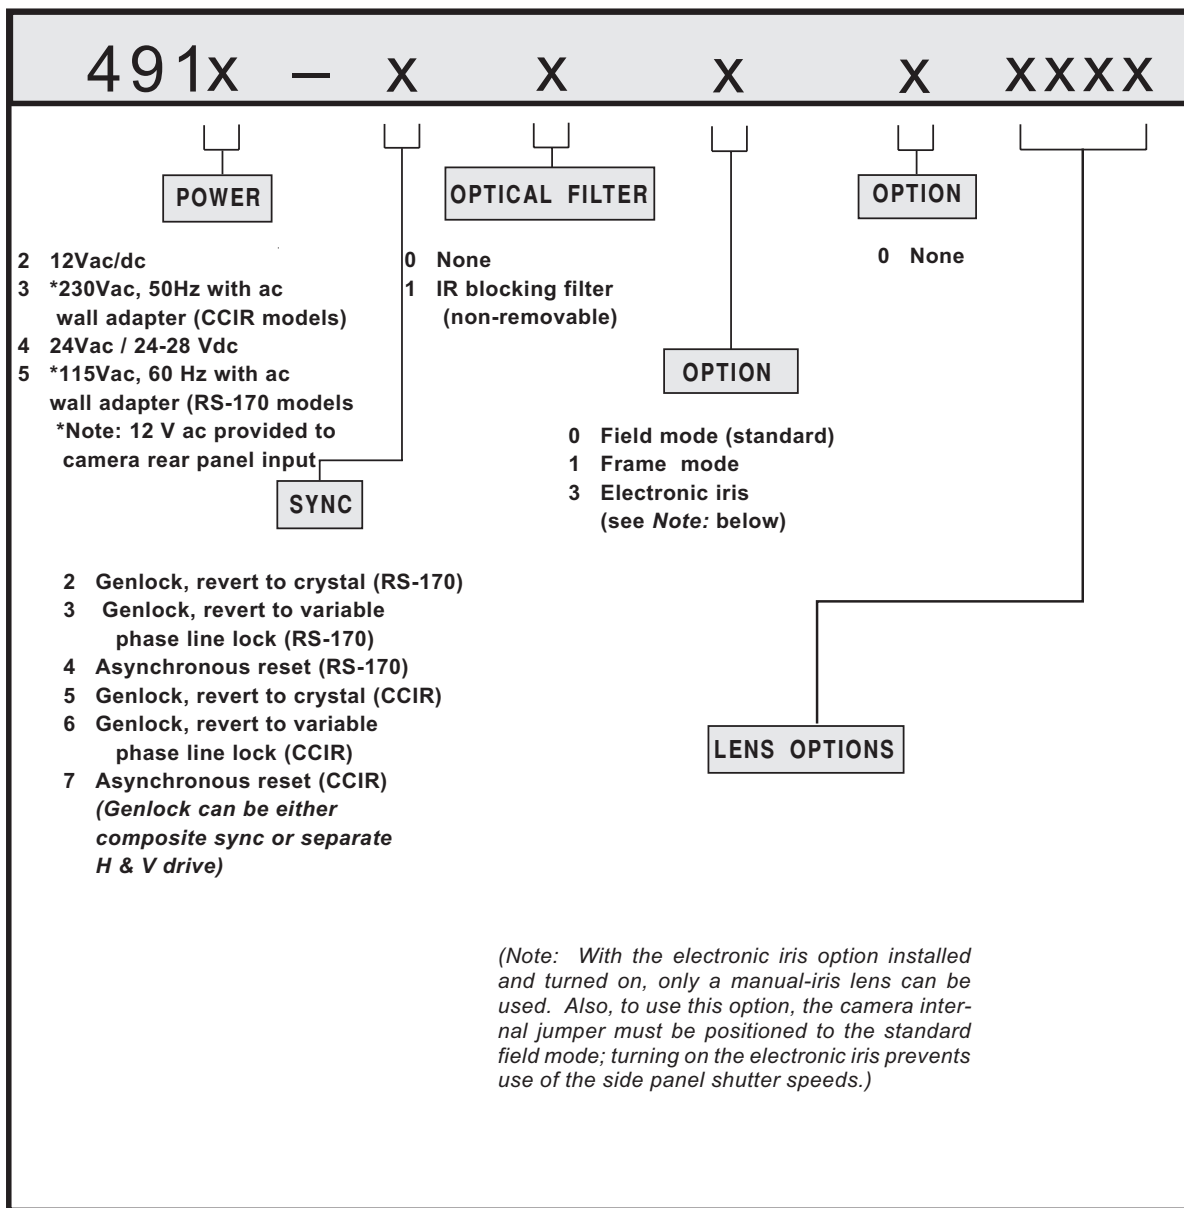 491x – x x x x xxxx
POWER
OPTICAL FILTER
OPTION
2 12Vac/dc
3 *230Vac, 50Hz with ac
wall adapter (CCIR models)
4 24Vac / 24-28 Vdc
5 *115Vac, 60 Hz with ac
wall adapter (RS-170 models
*Note: 12 V ac provided to
camera rear panel input
0 None
1 IR blocking filter
(non-removable)
0 None
OPTION
0 Field mode (standard)
1 Frame mode
3 Electronic iris
(see Note: below)
SYNC
2 Genlock, revert to crystal (RS-170)
3 Genlock, revert to variable
phase line lock (RS-170)
4 Asynchronous reset (RS-170)
5 Genlock, revert to crystal (CCIR)
6 Genlock, revert to variable
phase line lock (CCIR)
7 Asynchronous reset (CCIR)
(Genlock can be either
composite sync or separate
H & V drive)
LENS OPTIONS
(Note: With the electronic iris option installed
and turned on, only a manual-iris lens can be
used. Also, to use this option, the camera inter-
nal jumper must be positioned to the standard
field mode; turning on the electronic iris prevents
use of the side panel shutter speeds.)